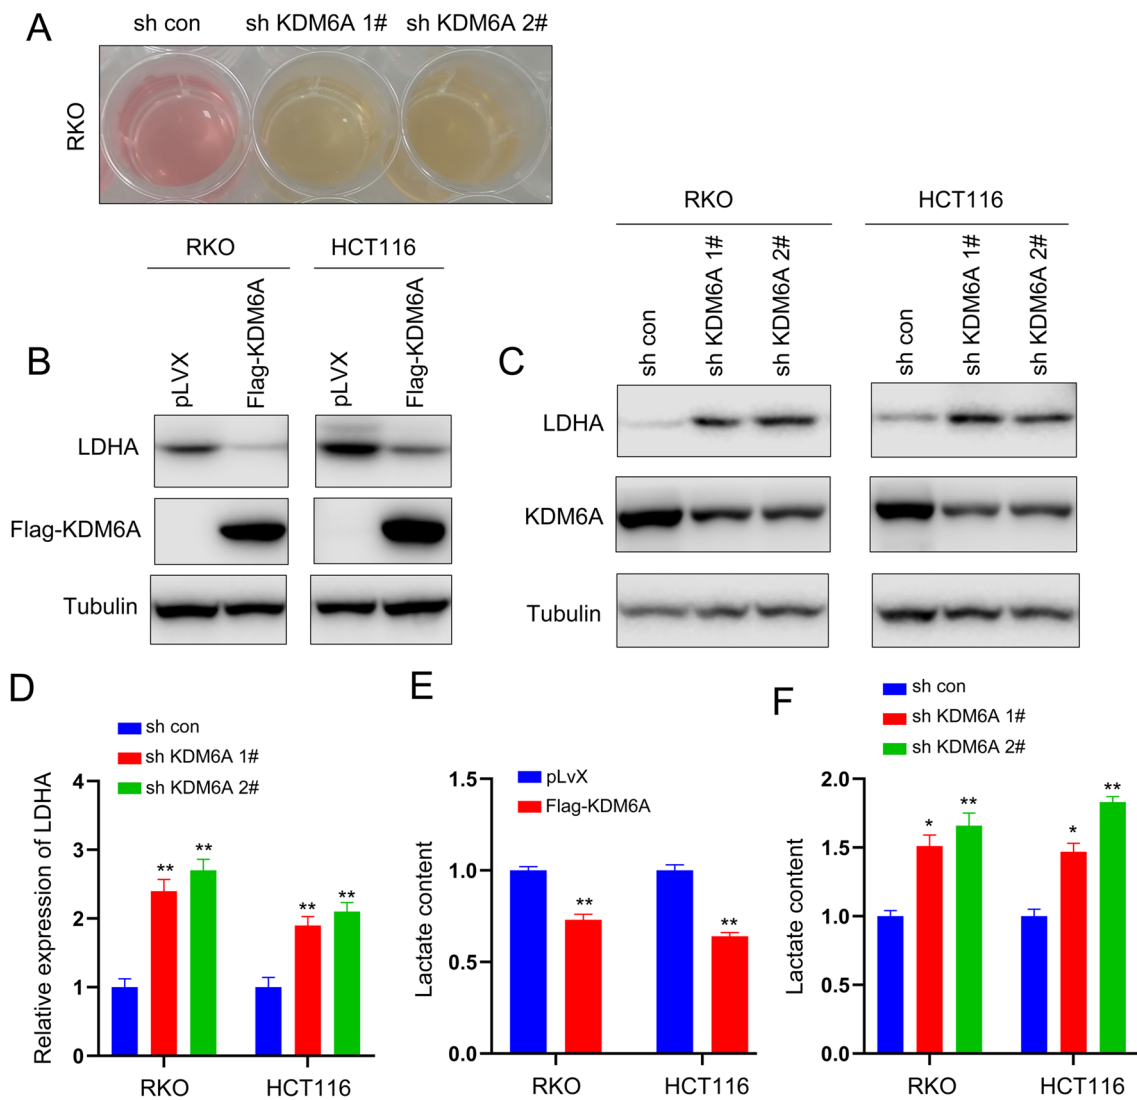 A
sh con sh KDM6A 1# sh KDM6A 2#
RKO
B
RKO HCT116
pLVX Flag-KDM6A pLVX Flag-KDM6A
LDHA
Flag-KDM6A
Tubulin
C
RKO HCT116
sh con sh KDM6A 1# sh KDM6A 2# sh con sh KDM6A 1# sh KDM6A 2#
LDHA
KDM6A
Tubulin
D
sh con
sh KDM6A 1#
sh KDM6A 2#
Relative expression of LDHA
4
3
2
1
0
** ** ** **
RKO HCT116
E
pLvX
Flag-KDM6A
Lactate content
1.5
1.0
0.5
0.0
** **
RKO HCT116
F
sh con
sh KDM6A 1#
sh KDM6A 2#
Lactate content
2.0
1.5
1.0
0.5
0.0
* ** * **
RKO HCT116